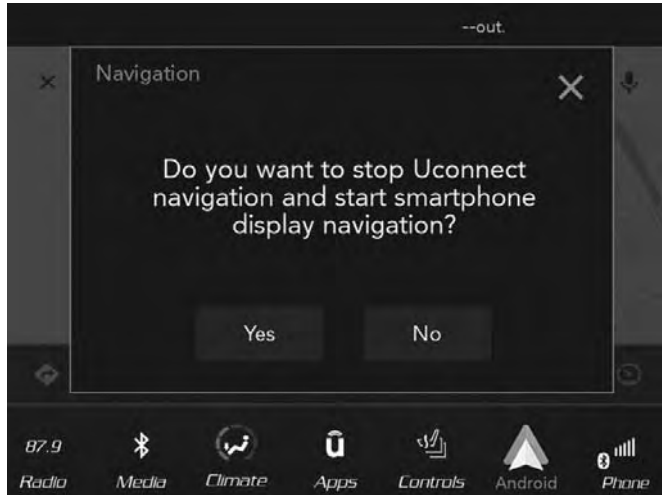 --out.
Navigation
Do you want to stop Uconnect
navigation and start smartphone
display navigation?
Yes No
87.9
Radio Media Climate Apps Controls Android Phone